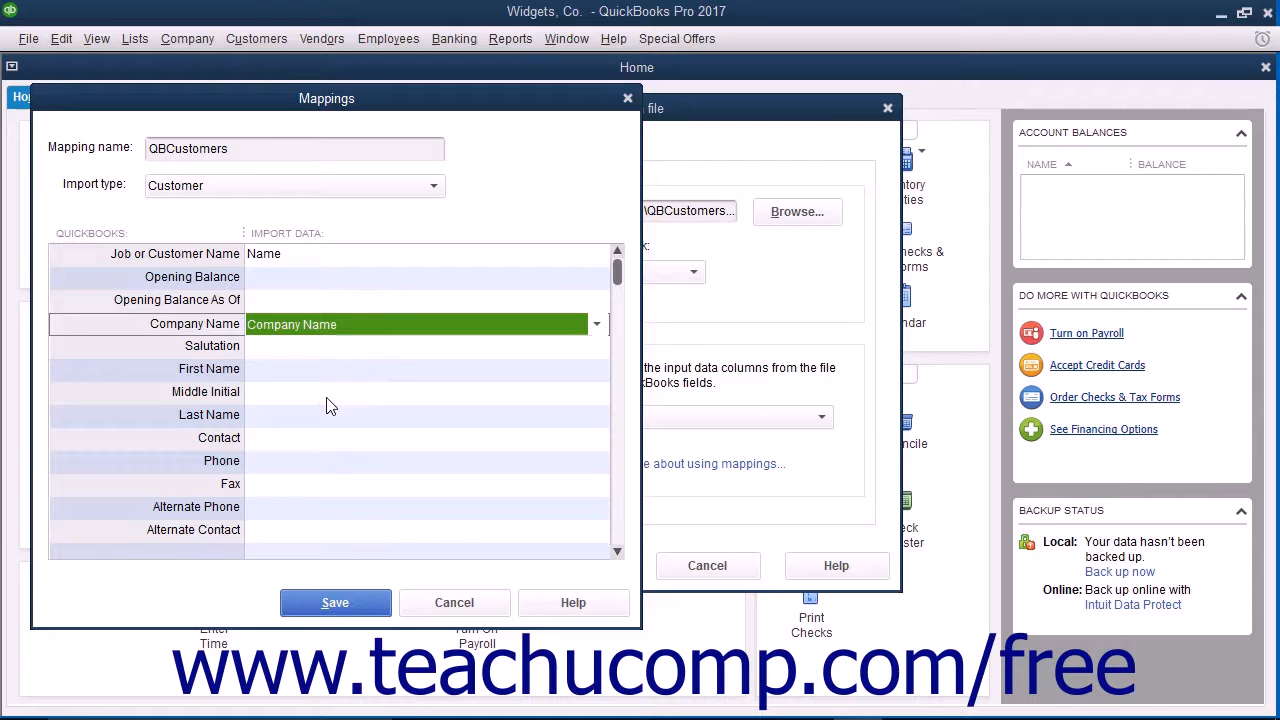 Widgets, Co. - QuickBooks Pro 2017
File Edit View Lists Company Customers Vendors Employees Banking Reports Window Help Special Offers
Home
Mappings
file
Mapping name: QBCustomers
Import type: Customer
QUICKBOOKS: IMPORT DATA:
Job or Customer Name Name
Opening Balance
Opening Balance As Of
Company Name Company Name
Salutation
First Name
Middle Initial
Last Name
Contact
Phone
Fax
Alternate Phone
Alternate Contact
Save Cancel Help
\QBCustomers... Browse...
k:
the input data columns from the file
kBooks fields.
e about using mappings...
Cancel Help
Enter
Time
Turn On
Payroll
Print
Checks
ACCOUNT BALANCES
NAME BALANCE
DO MORE WITH QUICKBOOKS
Turn on Payroll
Accept Credit Cards
Order Checks & Tax Forms
See Financing Options
BACKUP STATUS
Local: Your data hasn't been
backed up.
Back up now
Online: Back up online with
Intuit Data Protect
www.teachucomp.com/free